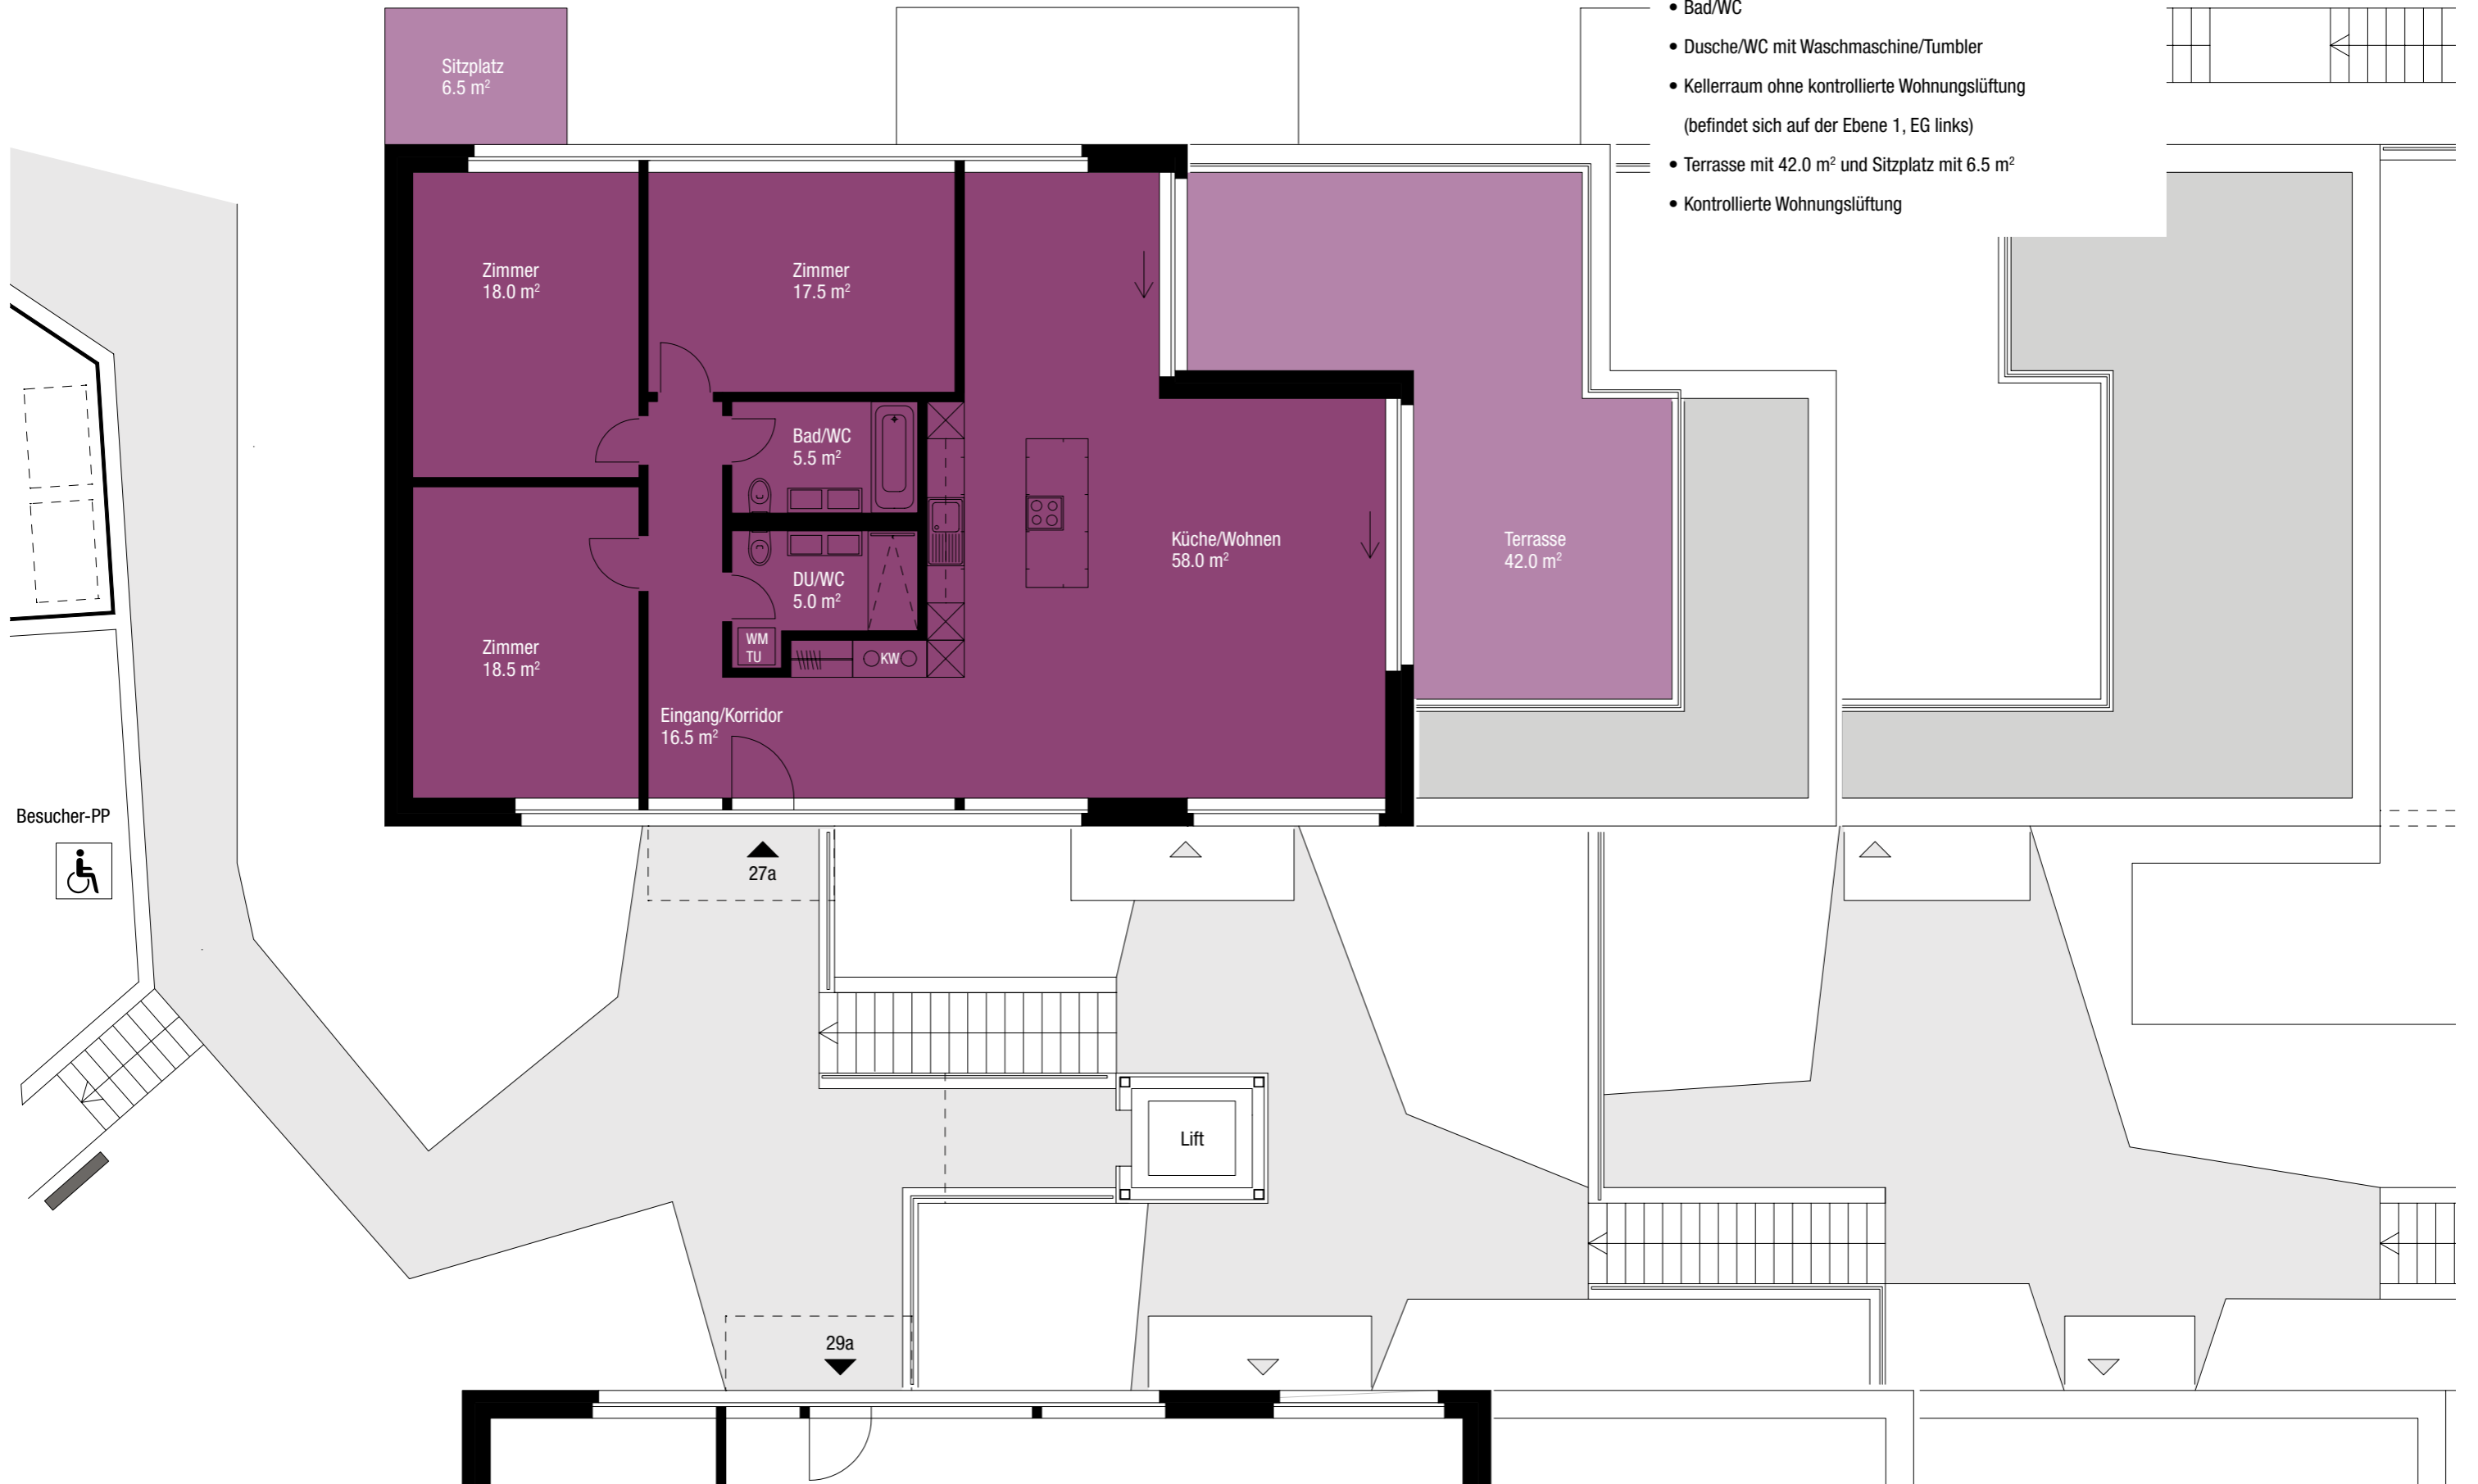 • Bad/WC
• Dusche/WC mit Waschmaschine/Tumbler
• Kellerraum ohne kontrollierte Wohnungslüftung
(befindet sich auf der Ebene 1, EG links)
• Terrasse mit 42.0 m² und Sitzplatz mit 6.5 m²
• Kontrollierte Wohnungslüftung
Sitzplatz
6.5 m²
Zimmer
18.0 m²
Zimmer
17.5 m²
Bad/WC
5.5 m²
Küche/Wohnen
58.0 m²
Terrasse
42.0 m²
DU/WC
5.0 m²
WM
TU
KW
Zimmer
18.5 m²
Eingang/Korridor
16.5 m²
Besucher-PP
27a
Lift
29a